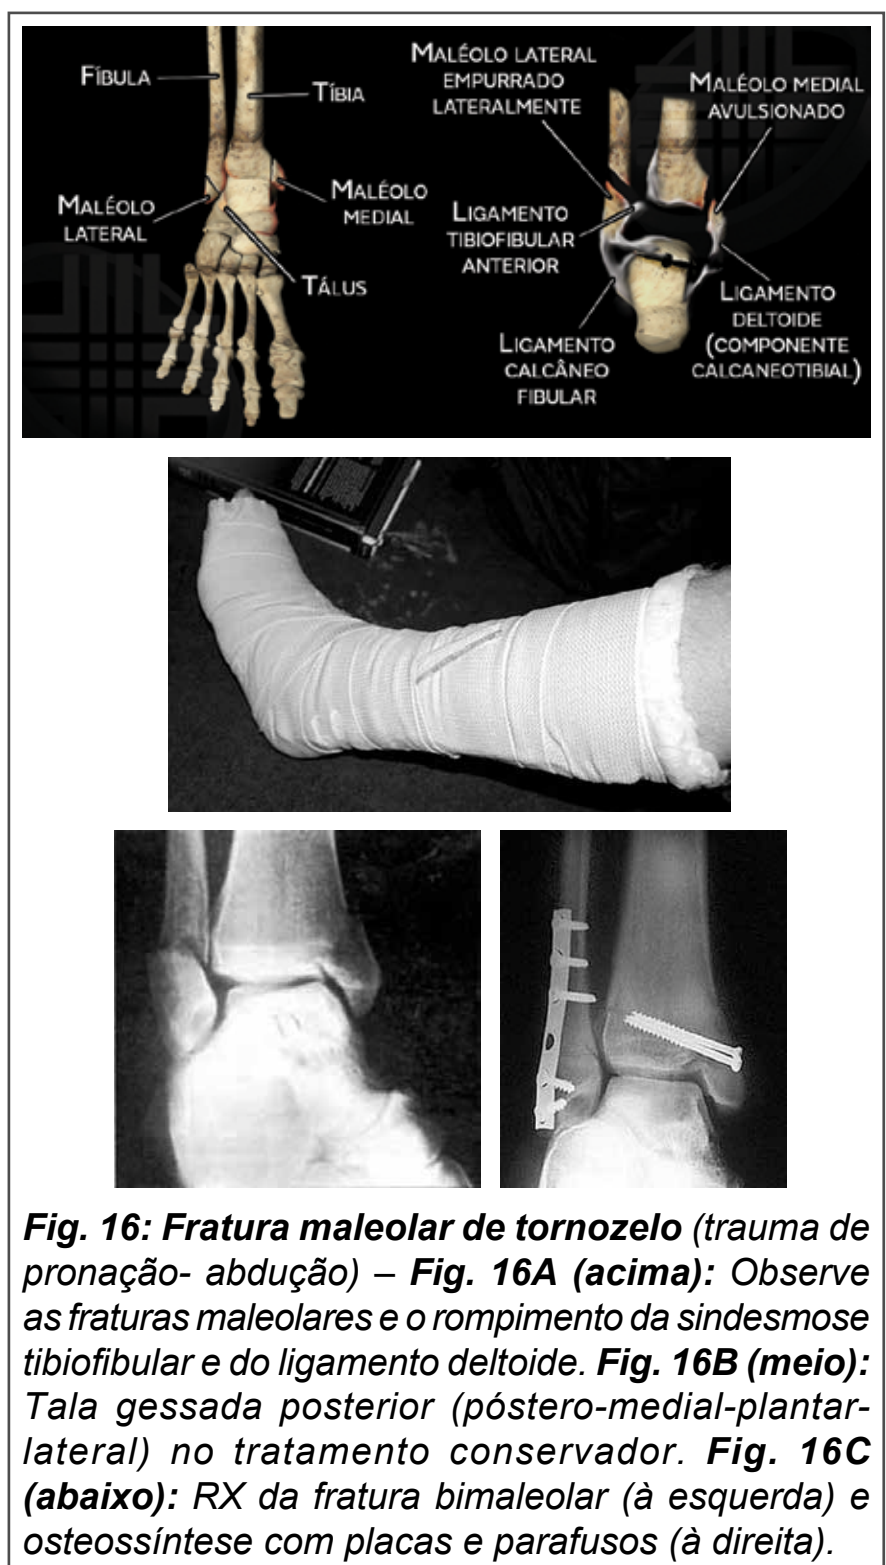 FÍBULA
TÍBIA
MALÉOLO
LATERAL
MALÉOLO
MEDIAL
TÁLUS
MALÉOLO LATERAL
EMPURRADO
LATERALMENTE
MALÉOLO MEDIAL
AVULSIONADO
LIGAMENTO
TIBIOFIBULAR
ANTERIOR
LIGAMENTO
CALCÂNEO
FIBULAR
LIGAMENTO
DELTOIDE
(COMPONENTE
CALCANEOTIBIAL)
Fig. 16: Fratura maleolar de tornozelo (trauma de
pronação- abdução) – Fig. 16A (acima): Observe
as fraturas maleolares e o rompimento da sindesmose
tibiofibular e do ligamento deltoide. Fig. 16B (meio):
Tala gessada posterior (póstero-medial-plantar-
lateral) no tratamento conservador. Fig. 16C
(abaixo): RX da fratura bimaleolar (à esquerda) e
osteossíntese com placas e parafusos (à direita).